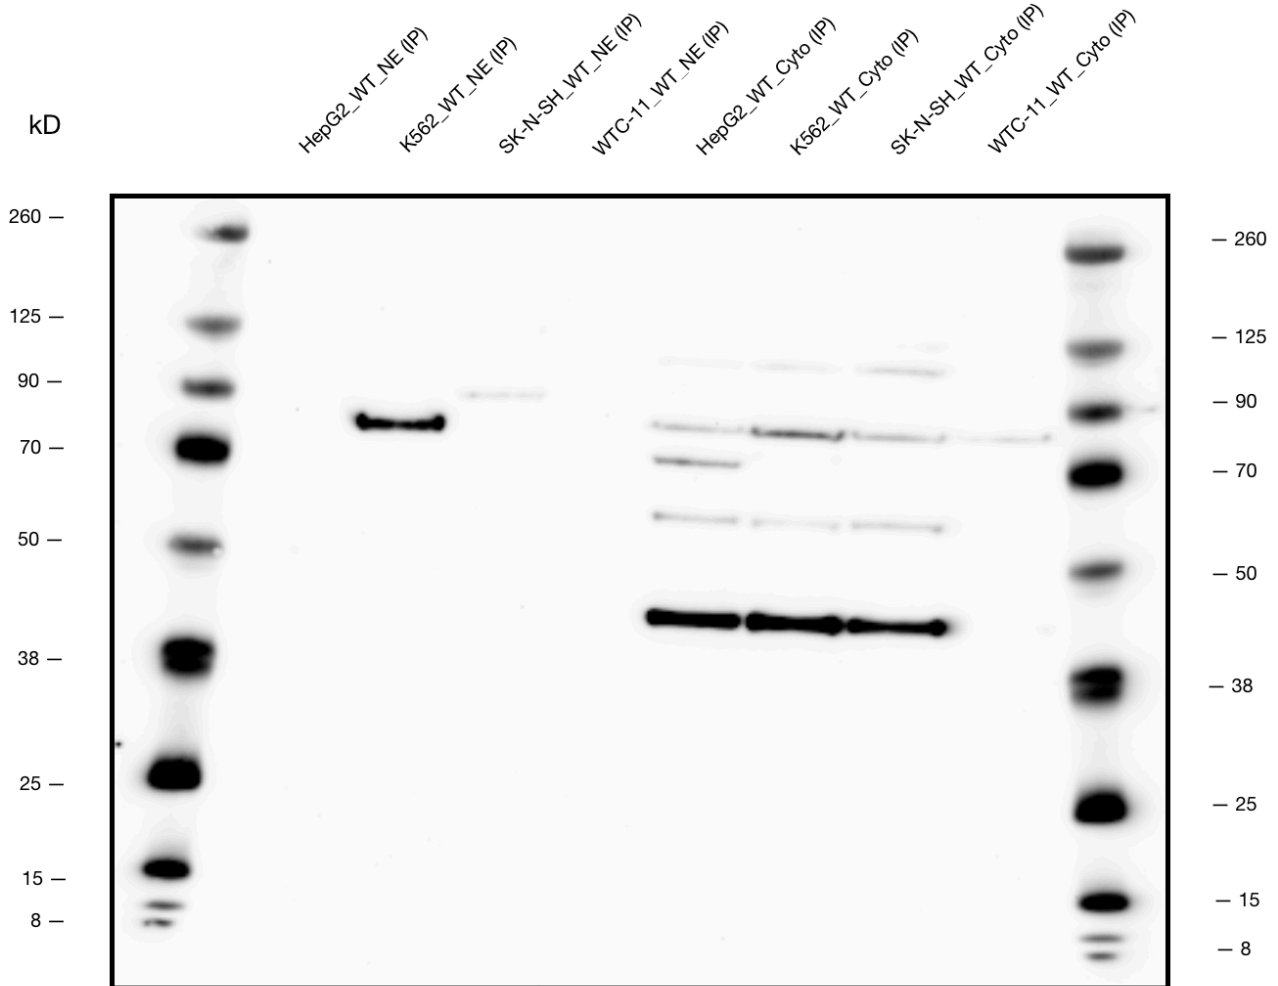 HepG2_WT_NE (IP)
K562_WT_NE (IP)
SK-N-SH_WT_NE (IP)
WTC-11_WT_NE (IP)
HepG2_WT_Cyto (IP)
K562_WT_Cyto (IP)
SK-N-SH_WT_Cyto (IP)
WTC-11_WT_Cyto (IP)
kD
260 –
125 –
90 –
70 –
50 –
38 –
25 –
15 –
8 –
– 260
– 125
– 90
– 70
– 50
– 38
– 25
– 15
– 8